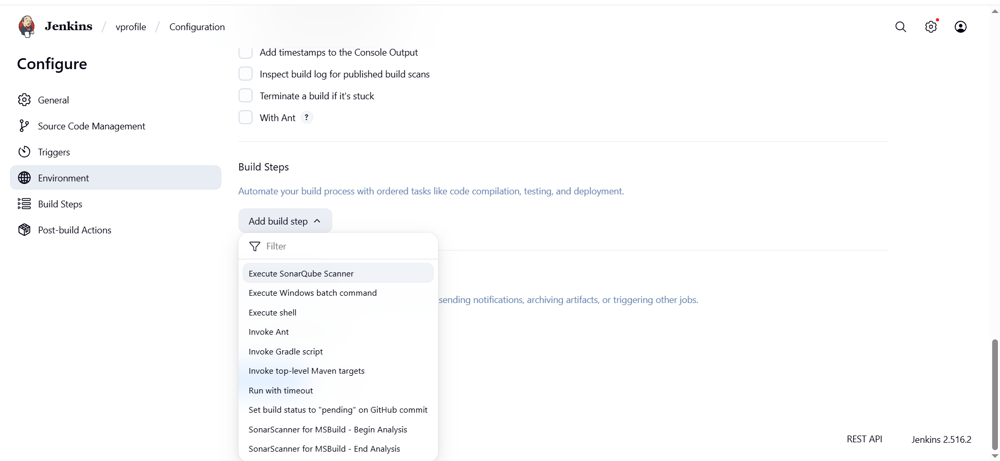 Jenkins / vprofile / Configuration
Configure
General
Source Code Management
Triggers
Environment
Build Steps
Post-build Actions
Add timestamps to the Console Output
Inspect build log for published build scans
Terminate a build if it's stuck
With Ant ?
Build Steps
Automate your build process with ordered tasks like code compilation, testing, and deployment.
Add build step
Filter
Execute SonarQube Scanner
Execute Windows batch command
sending notifications, archiving artifacts, or triggering other jobs.
Execute shell
Invoke Ant
Invoke Gradle script
Invoke top-level Maven targets
Run with timeout
Set build status to "pending" on GitHub commit
SonarScanner for MSBuild - Begin Analysis
SonarScanner for MSBuild - End Analysis
REST API
Jenkins 2.516.2